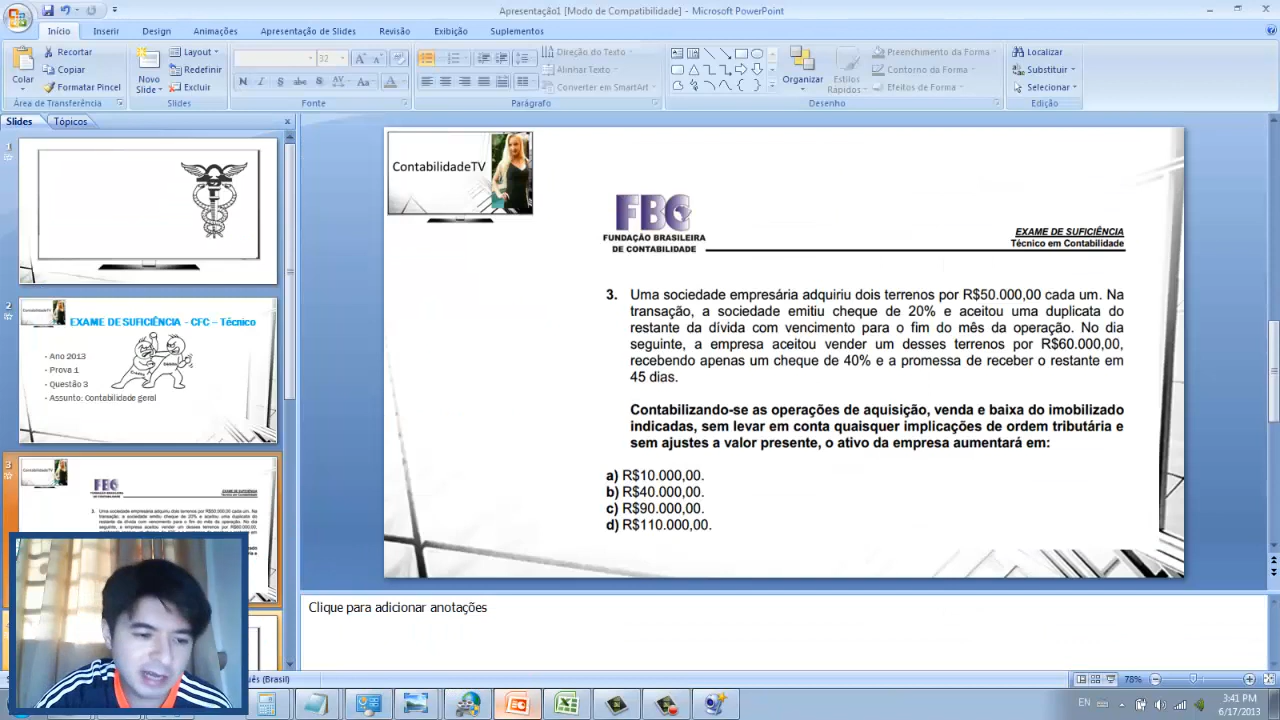 Apresentação1 [Modo de Compatibilidade] - Microsoft PowerPoint
Início
Inserir
Design
Animações
Apresentação de Slides
Revisão
Exibição
Suplementos
Colar
Recortar
Copiar
Formatar Pincel
Área de Transferência
Novo
Slide
Layout
Redefinir
Excluir
Slides
Fonte
Parágrafo
Direção do Texto
Alinhar Texto
Converter em SmartArt
Organizar
Estilos
Rápidos
Preenchimento da Forma
Contorno da Forma
Efeitos de Forma
Desenho
Localizar
Substituir
Selecionar
Edição
Slides
Tópicos
1
2
EXAME DE SUFICIÊNCIA - CFC – Técnico
- Ano 2013
- Prova 1
- Questão 3
- Assunto: Contabilidade geral
3
ContabilidadeTV
FBC
FUNDAÇÃO BRASILEIRA
DE CONTABILIDADE
EXAME DE SUFICIÊNCIA
Técnico em Contabilidade
3. Uma sociedade empresária adquiriu dois terrenos por R$50.000,00 cada um. Na
transação, a sociedade emitiu cheque de 20% e aceitou uma duplicata do
restante da dívida com vencimento para o fim do mês da operação. No dia
seguinte, a empresa aceitou vender um desses terrenos por R$60.000,00,
recebendo apenas um cheque de 40% e a promessa de receber o restante em
45 dias.
Contabilizando-se as operações de aquisição, venda e baixa do imobilizado
indicadas, sem levar em conta quaisquer implicações de ordem tributária e
sem ajustes a valor presente, o ativo da empresa aumentará em:
a) R$10.000,00.
b) R$40.000,00.
c) R$90.000,00.
d) R$110.000,00.
Clique para adicionar anotações
(Brasil)
78%
EN
3:41 PM
6/17/2013